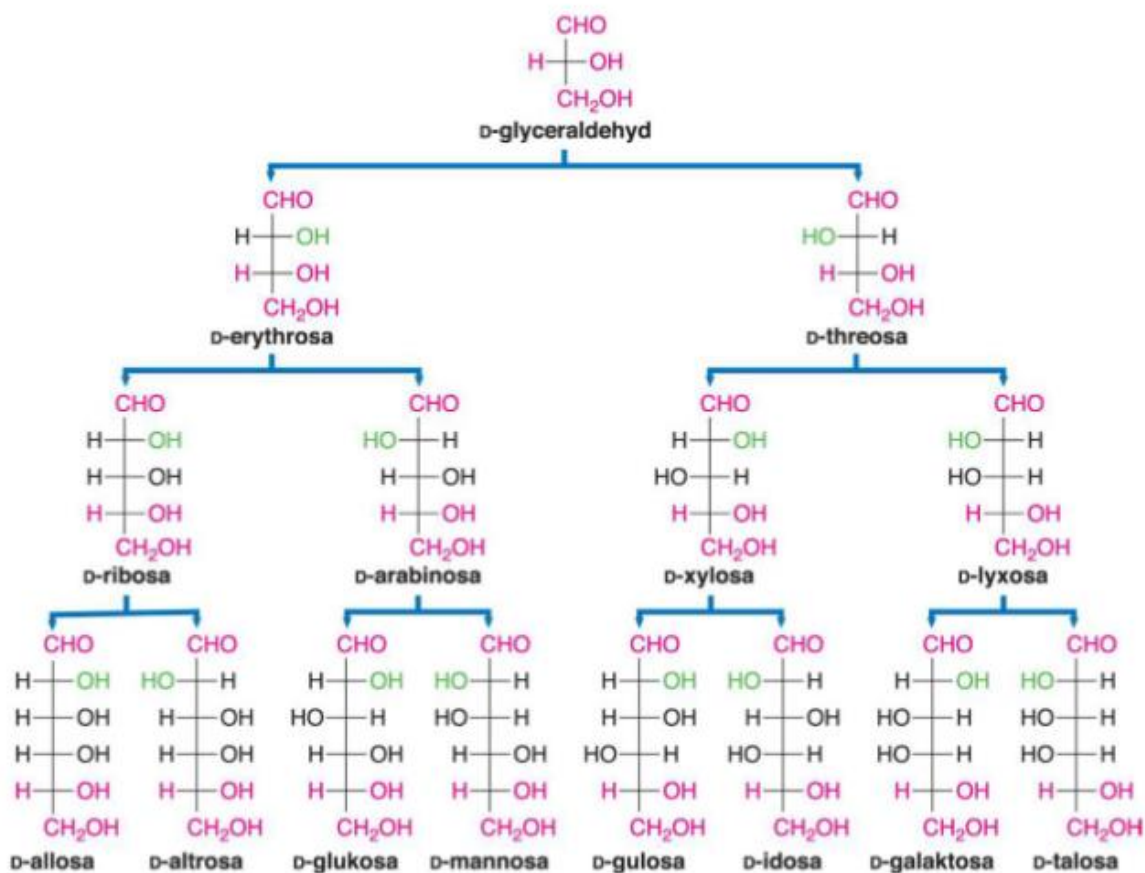 CHO
H OH
CH₂OH
D-glyceraldehyd
CHO CHO
H OH HO H
H OH H OH
CH₂OH CH₂OH
D-erythrosa D-threosa
CHO CHO CHO CHO
H OH HO H H OH HO H
H OH H OH HO H HO H
H OH H OH H OH H OH
CH₂OH CH₂OH CH₂OH CH₂OH
D-ribosa D-arabinosa D-xylosa D-lyxosa
CHO CHO CHO CHO CHO CHO CHO CHO
H OH HO H H OH HO H H OH HO H H OH HO H
H OH H OH HO H HO H H OH H OH HO H HO H
H OH H OH H OH H OH HO H HO H HO H HO H
H OH H OH H OH H OH H OH H OH H OH H OH
CH₂OH CH₂OH CH₂OH CH₂OH CH₂OH CH₂OH CH₂OH CH₂OH
D-allosa D-altrosa D-glukosa D-mannosa D-gulosa D-idosa D-galaktosa D-talosa